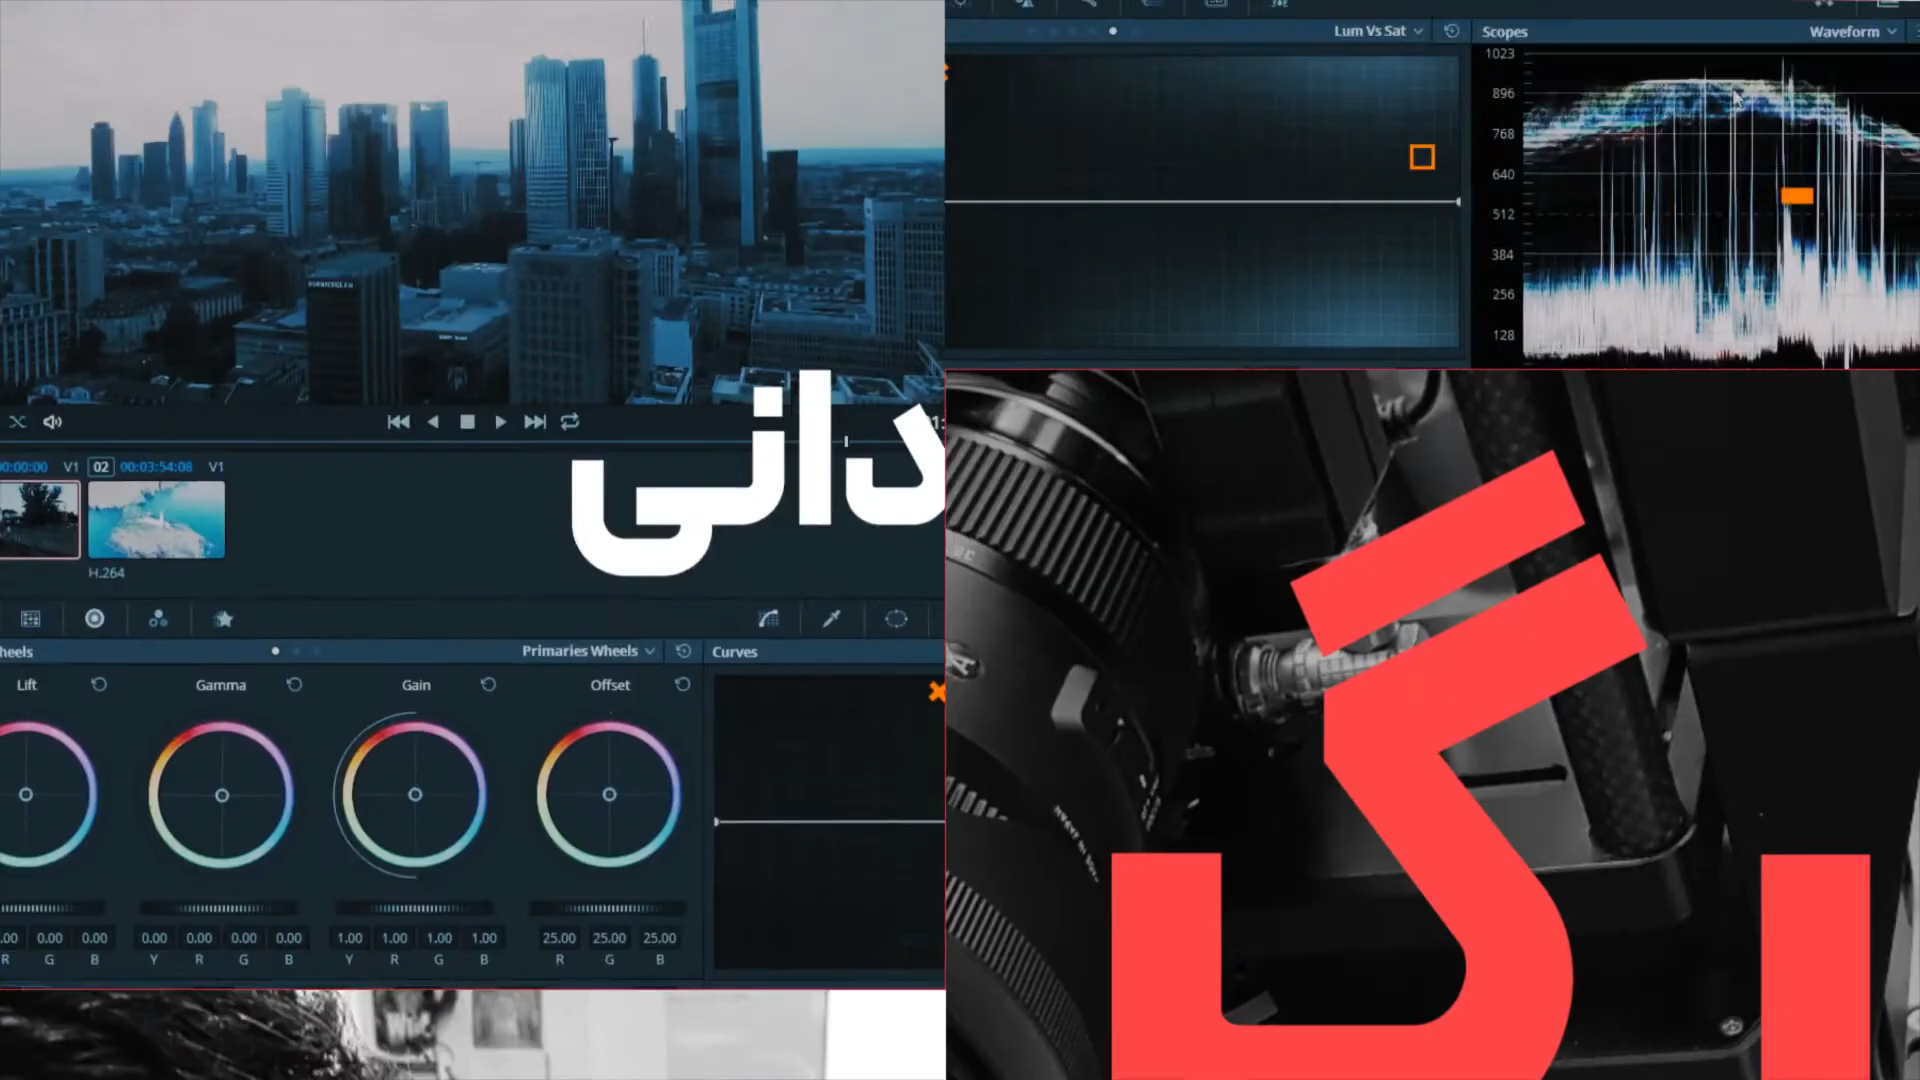 Lum Vs Sat
Scopes
Waveform
1023
896
768
640
512
384
256
128
NÜRNBERGER
دانی
V1 02 00:03:54:08 V1
H.264
Primaries Wheels
Curves
Lift
Gamma
Gain
Offset
0.00 0.00
0.00 0.00 0.00 0.00
1.00 1.00 1.00 1.00
25.00 25.00 25.00
R G B
Y R G B
Y R G B
R G B